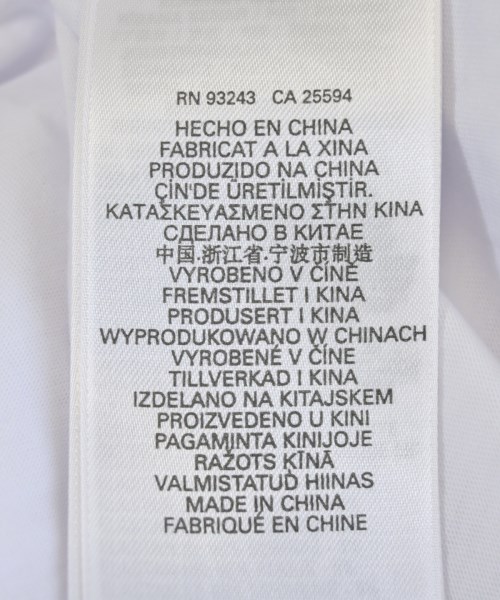 RN 93243 CA 25594
HECHO EN CHINA
FABRICAT A LA XINA
PRODUZIDO NA CHINA
ÇİN'DE ÜRETİLMİŞTİR.
ΚΑΤΑΣΚΕΥΑΣΜΕΝΟ ΣΤΗΝ ΚΙΝΑ
СДЕЛАНО В КИТАЕ
中国.浙江省.宁波市制造
VYROBENO V ČÍNĚ
FREMSTILLET I KINA
PRODUSERT I KINA
WYPRODUKOWANO W CHINACH
VYROBENÉ V ČÍNE
TILLVERKAD I KINA
IZDELANO NA KITAJSKEM
PROIZVEDENO U KINI
PAGAMINTA KINIJOJE
RAŽOTS ĶĪNĀ
VALMISTATUD HIINAS
MADE IN CHINA
FABRIQUÉ EN CHINE